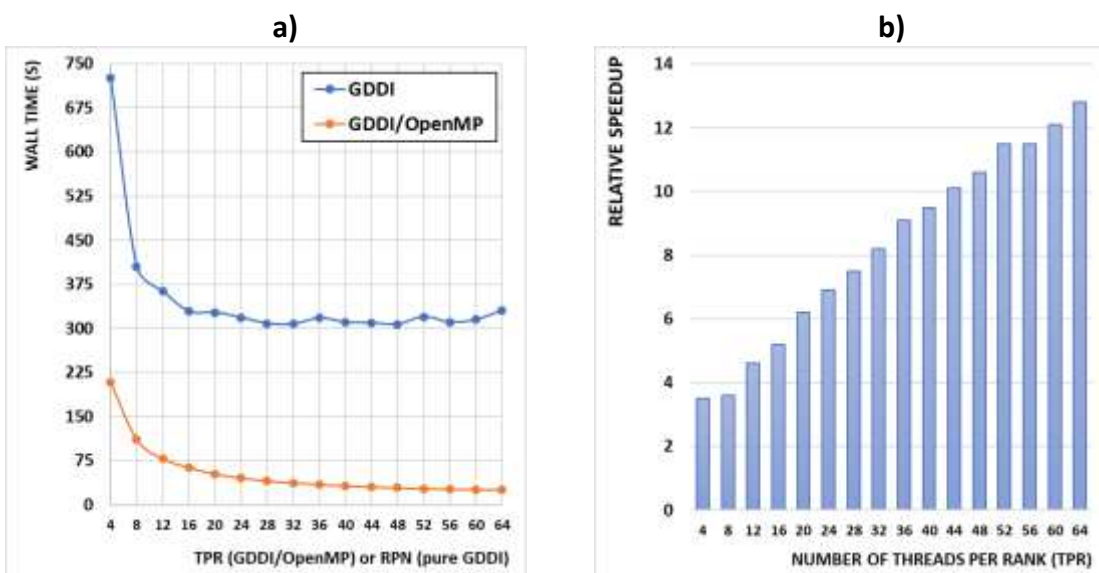 a)
WALL TIME (S)
750
675
600
525
450
375
300
225
150
75
0
GDDI
GDDI/OpenMP
4 8 12 16 20 24 28 32 36 40 44 48 52 56 60 64
TPR (GDDI/OpenMP) or RPN (pure GDDI)
b)
RELATIVE SPEEDUP
14
12
10
8
6
4
2
0
4 8 12 16 20 24 28 32 36 40 44 48 52 56 60 64
NUMBER OF THREADS PER RANK (TPR)